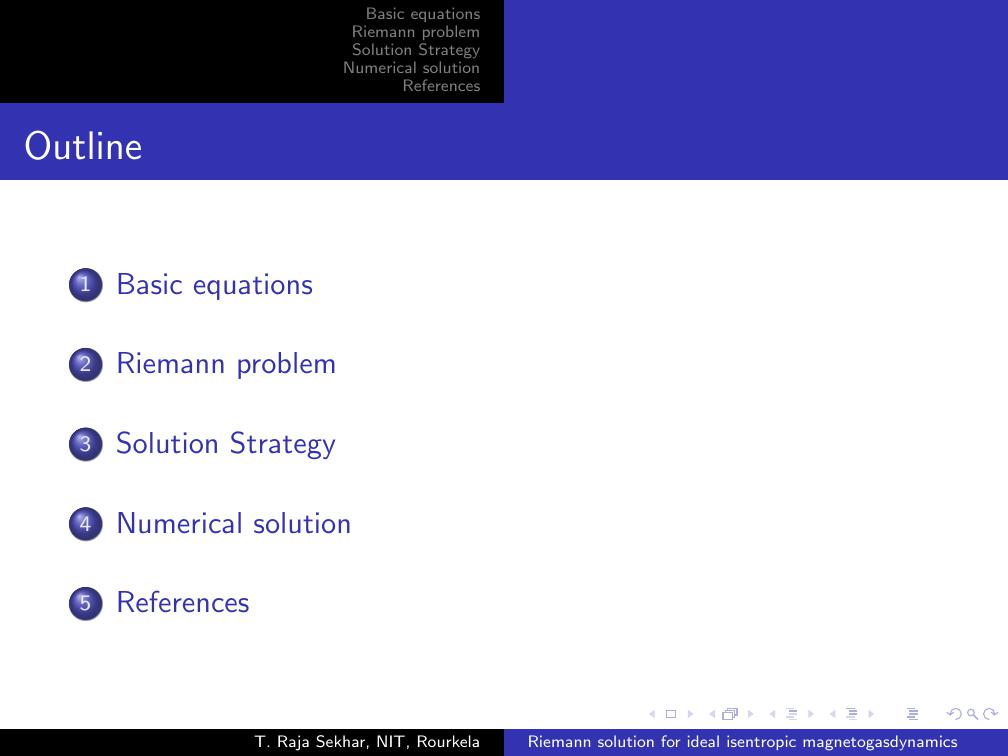 Basic equations
Riemann problem
Solution Strategy
Numerical solution
References
Outline
1 Basic equations
2 Riemann problem
3 Solution Strategy
4 Numerical solution
5 References
T. Raja Sekhar, NIT, Rourkela
Riemann solution for ideal isentropic magnetogasdynamics